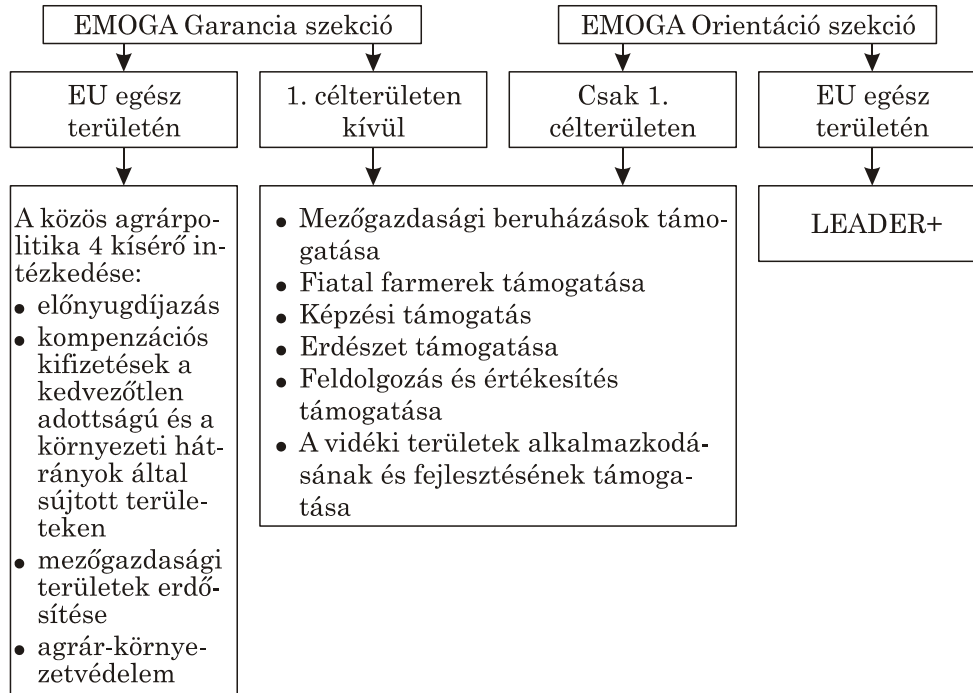 EMOGA Garancia szekció
EMOGA Orientáció szekció
EU egész
területén
1. célterületen
kívül
Csak 1.
célterületen
EU egész
területén
A közös agrárpo-
litika 4 kísérő in-
tézkedése:
• előnyugdíjazás
• kompenzációs
kifizetések a
kedvezőtlen
adottságú és a
környezeti hát-
rányok által
sújtott terüle-
teken
• mezőgazdasági
területek erdő-
sítése
• agrár-környe-
zetvédelem
• Mezőgazdasági beruházások támo-
gatása
• Fiatal farmerek támogatása
• Képzési támogatás
• Erdészet támogatása
• Feldolgozás és értékesítés
támogatása
• A vidéki területek alkalmazkodá-
sának és fejlesztésének támoga-
tása
LEADER+